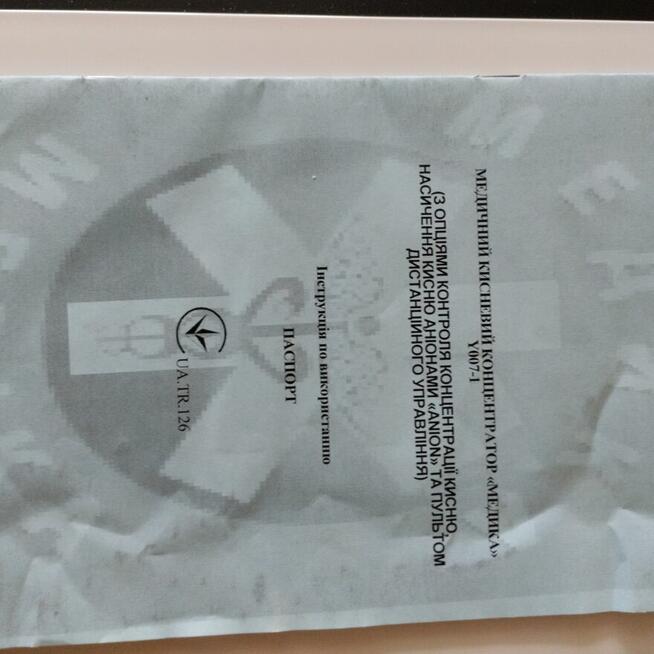 МЕДИЧНИЙ КИСНЕВИЙ КОНЦЕНТРАТОР «МЕДИКА»
Y007-1
(З ОПЦІЯМИ КОНТРОЛЯ КОНЦЕНТРАЦІЇ КИСНЮ,
НАСИЧЕННЯ КИСНЮ АНІОНАМИ «ANION» ТА ПУЛЬТОМ
ДИСТАНЦІЙНОГО УПРАВЛІННЯ)
Інструкція по використанню
ПАСПОРТ
UA.TR.126